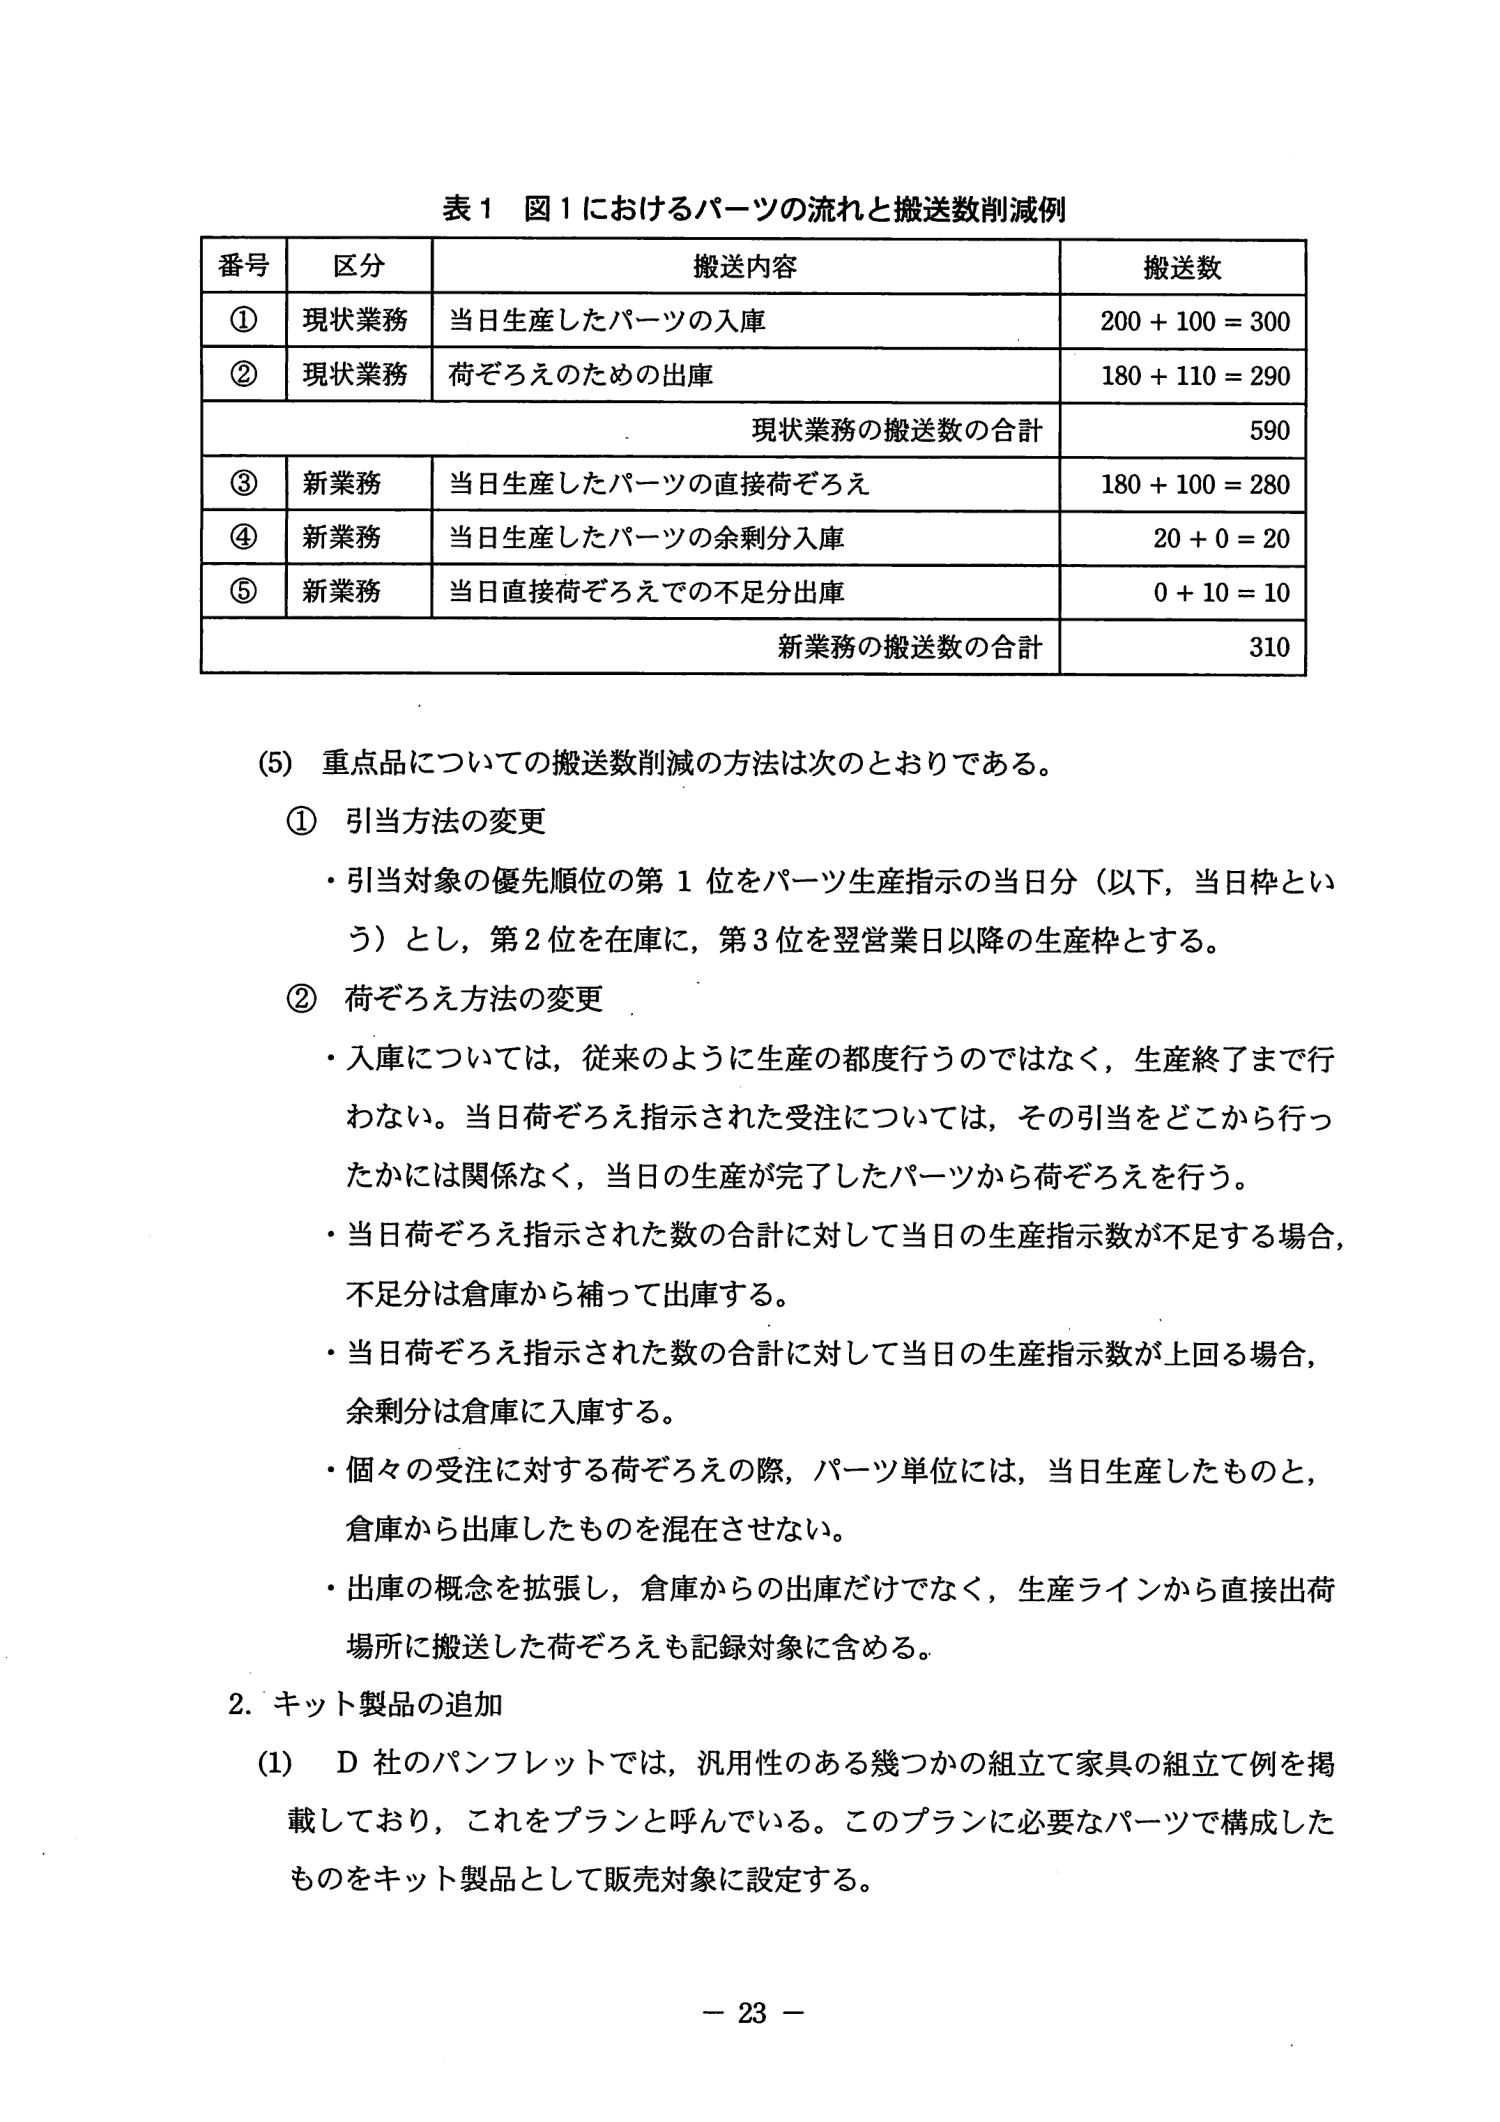 表1　図1におけるパーツの流れと搬送数削減例
番号　区分　搬送内容　搬送数
①　現状業務　当日生産したパーツの入庫　200 + 100 = 300
②　現状業務　荷ぞろえのための出庫　180 + 110 = 290
現状業務の搬送数の合計　590
③　新業務　当日生産したパーツの直接荷ぞろえ　180 + 100 = 280
④　新業務　当日生産したパーツの余剰分入庫　20 + 0 = 20
⑤　新業務　当日直接荷ぞろえでの不足分出庫　0 + 10 = 10
新業務の搬送数の合計　310
(5)　重点品についての搬送数削減の方法は次のとおりである。
①　引当方法の変更
・引当対象の優先順位の第 1 位をパーツ生産指示の当日分（以下，当日枠とい
う）とし，第2位を在庫に，第3位を翌営業日以降の生産枠とする。
②　荷ぞろえ方法の変更
・入庫については，従来のように生産の都度行うのではなく，生産終了まで行
わない。当日荷ぞろえ指示された受注については，その引当をどこから行っ
たかには関係なく，当日の生産が完了したパーツから荷ぞろえを行う。
・当日荷ぞろえ指示された数の合計に対して当日の生産指示数が不足する場合，
不足分は倉庫から補って出庫する。
・当日荷ぞろえ指示された数の合計に対して当日の生産指示数が上回る場合，
余剰分は倉庫に入庫する。
・個々の受注に対する荷ぞろえの際，パーツ単位には，当日生産したものと，
倉庫から出庫したものを混在させない。
・出庫の概念を拡張し，倉庫からの出庫だけでなく，生産ラインから直接出荷
場所に搬送した荷ぞろえも記録対象に含める。
2. キット製品の追加
(1)　D 社のパンフレットでは，汎用性のある幾つかの組立て家具の組立て例を掲
載しており，これをプランと呼んでいる。このプランに必要なパーツで構成した
ものをキット製品として販売対象に設定する。
－ 23 －